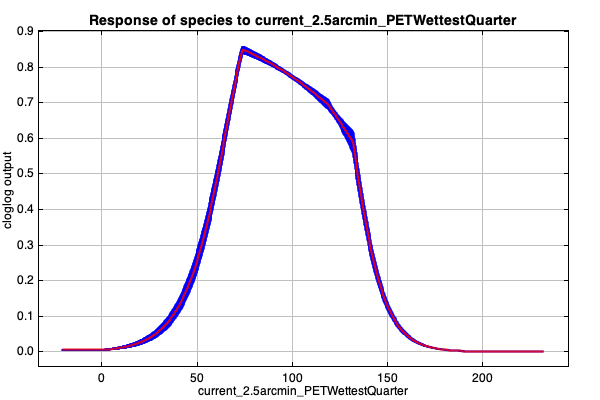 Response of species to current_2.5arcmin_PETWettestQuarter
0.9
0.8
0.7
0.6
0.5
0.4
0.3
0.2
0.1
0.0
cloglog output
0 50 100 150 200
current_2.5arcmin_PETWettestQuarter